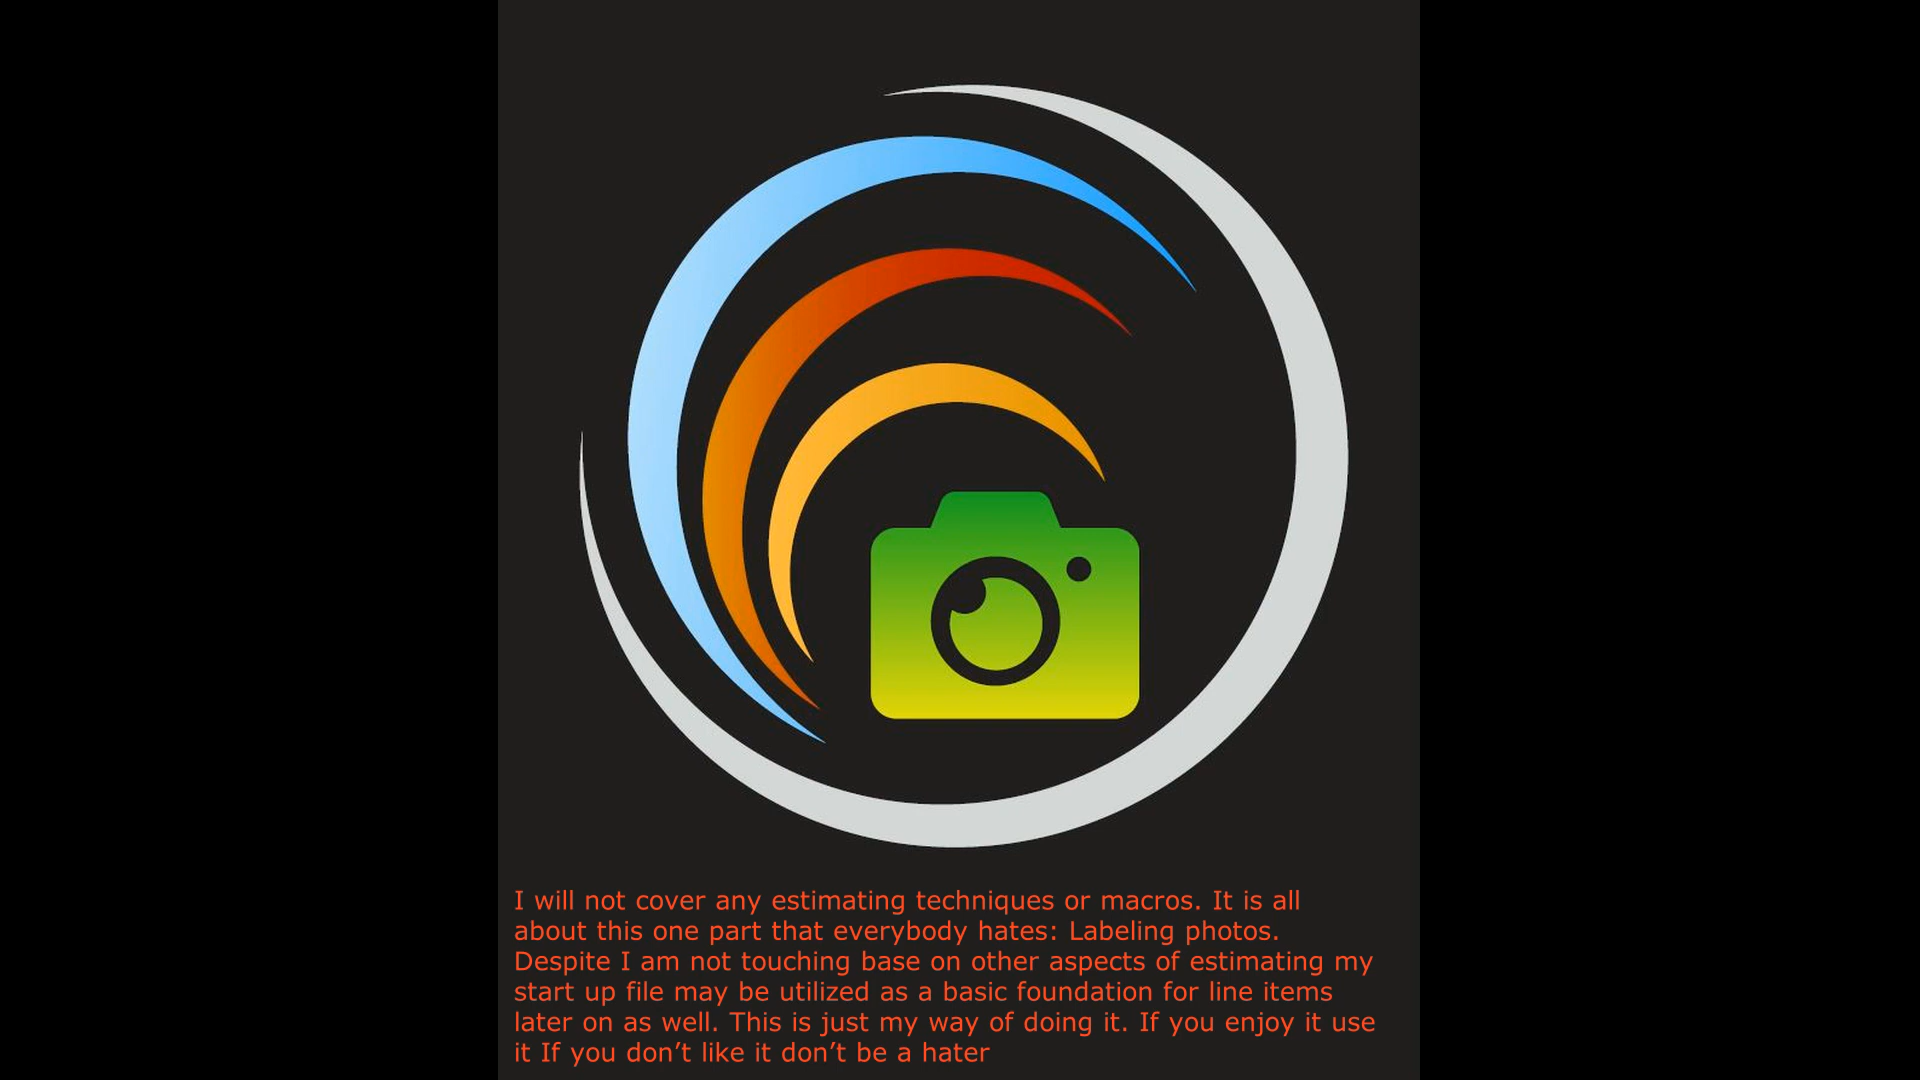 I will not cover any estimating techniques or macros. It is all
about this one part that everybody hates: Labeling photos.
Despite I am not touching base on other aspects of estimating my
start up file may be utilized as a basic foundation for line items
later on as well. This is just my way of doing it. If you enjoy it use
it If you don’t like it don’t be a hater